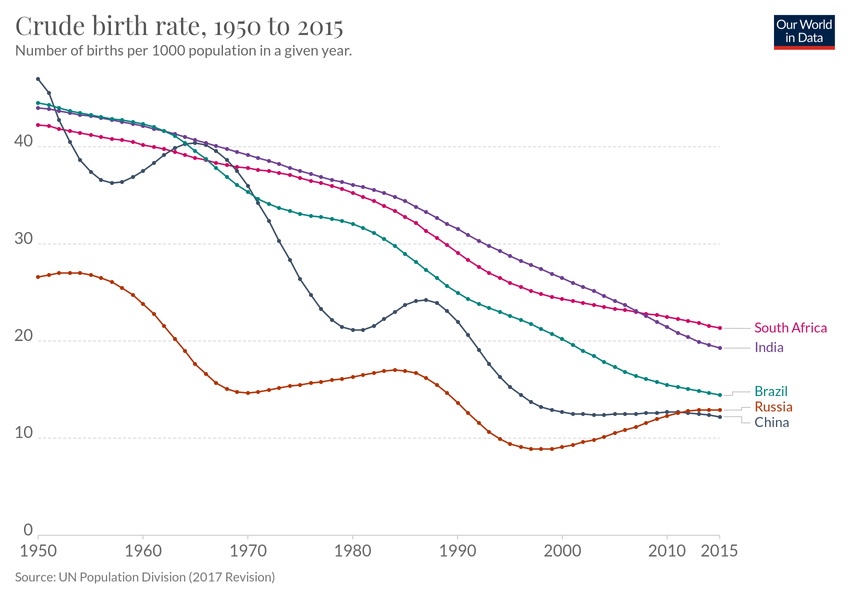 Crude birth rate, 1950 to 2015
Number of births per 1000 population in a given year.
Our World
in Data
40
30
20
10
0
South Africa
India
Brazil
Russia
China
1950 1960 1970 1980 1990 2000 2010 2015
Source: UN Population Division (2017 Revision)